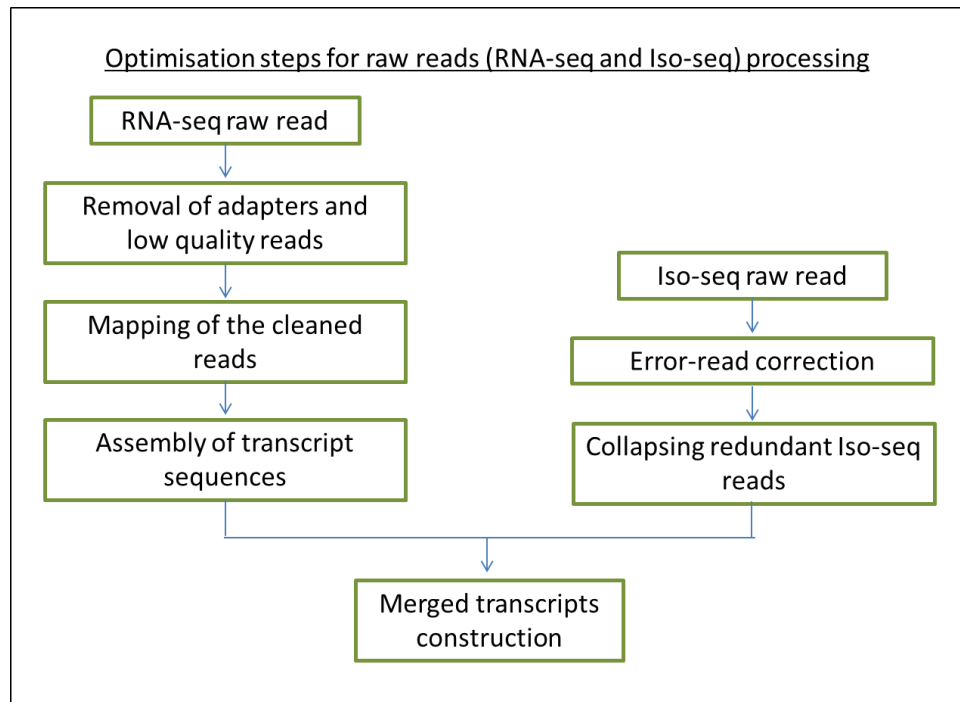 Optimisation steps for raw reads (RNA-seq and Iso-seq) processing
RNA-seq raw read
Removal of adapters and
low quality reads
Mapping of the cleaned
reads
Assembly of transcript
sequences
Iso-seq raw read
Error-read correction
Collapsing redundant Iso-seq
reads
Merged transcripts
construction